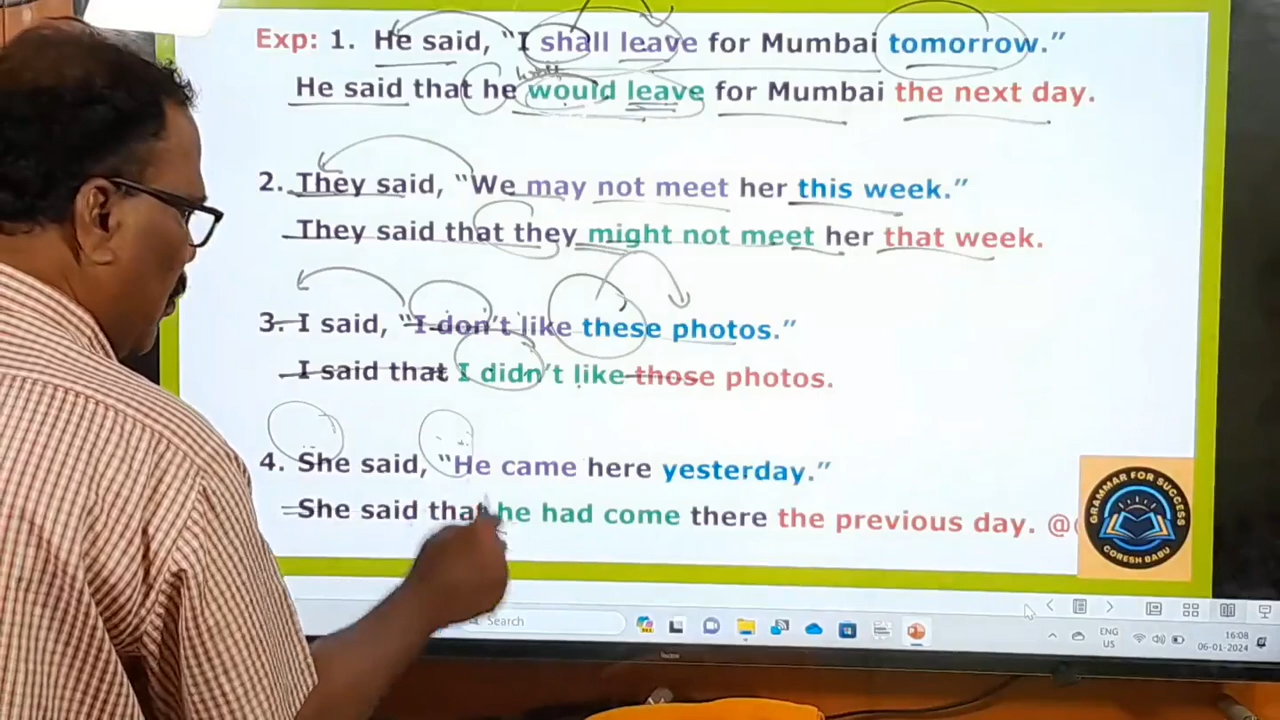 Exp: 1. He said, “I shall leave for Mumbai tomorrow.”
He said that he would leave for Mumbai the next day.
2. They said, “We may not meet her this week.”
They said that they might not meet her that week.
3. I said, “I don’t like these photos.”
I said that I didn’t like those photos.
4. She said, “He came here yesterday.”
She said that he had come there the previous day. @
GRAMMAR FOR SUCCESS
CORESH BABU
Search
ENG
US
16:08
06-01-2024